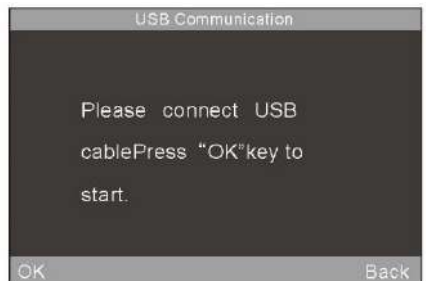 USB Communication
Please connect USB
cablePress “OK”key to
start.
OK Back